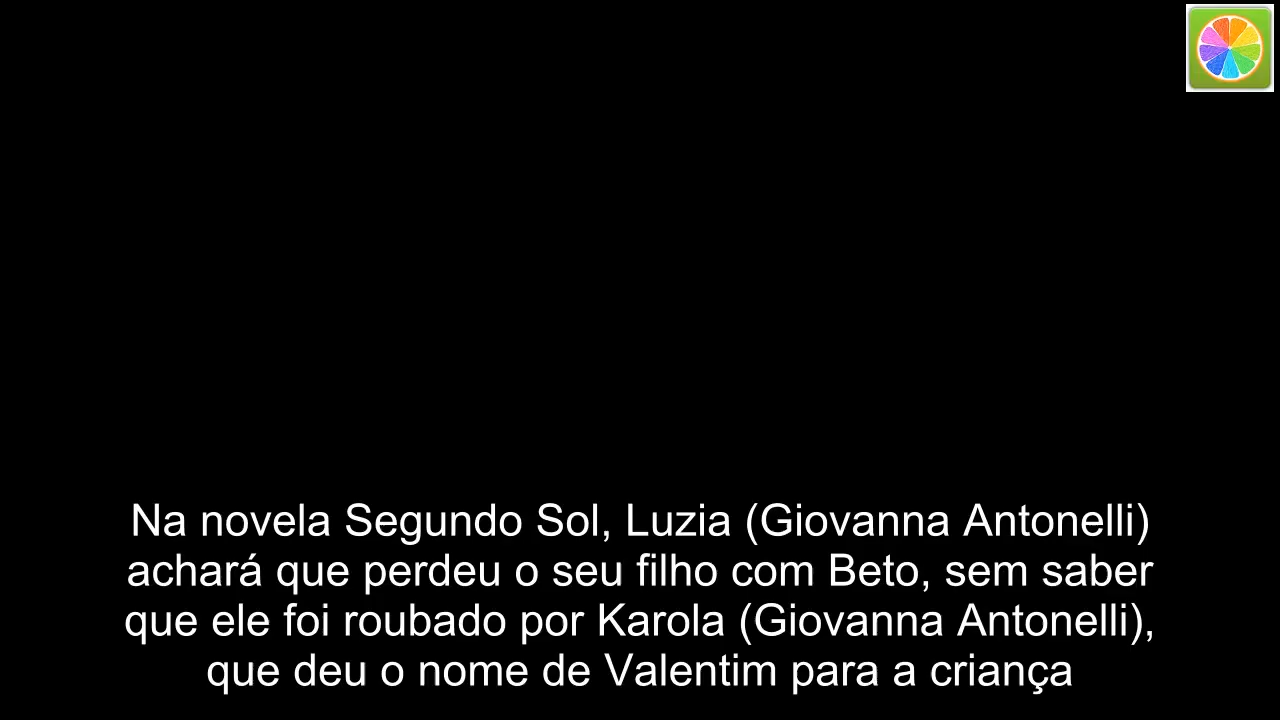 Na novela Segundo Sol, Luzia (Giovanna Antonelli)
achará que perdeu o seu filho com Beto, sem saber
que ele foi roubado por Karola (Giovanna Antonelli),
que deu o nome de Valentim para a criança